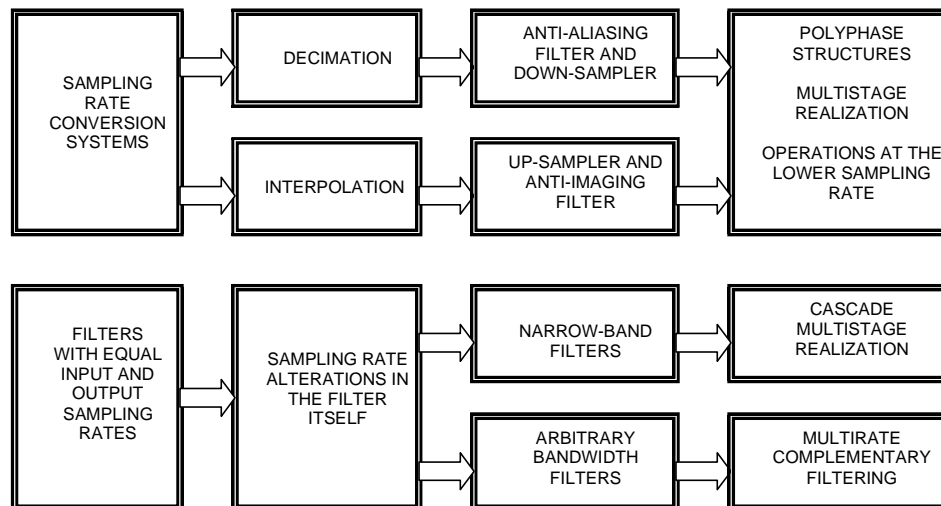 SAMPLING
RATE
CONVERSION
SYSTEMS
DECIMATION
ANTI-ALIASING
FILTER AND
DOWN-SAMPLER
INTERPOLATION
UP-SAMPLER AND
ANTI-IMAGING
FILTER
POLYPHASE
STRUCTURES
MULTISTAGE
REALIZATION
OPERATIONS AT THE
LOWER SAMPLING
RATE
FILTERS
WITH EQUAL
INPUT AND
OUTPUT
SAMPLING
RATES
SAMPLING RATE
ALTERATIONS IN
THE FILTER
ITSELF
NARROW-BAND
FILTERS
CASCADE
MULTISTAGE
REALIZATION
ARBITRARY
BANDWIDTH
FILTERS
MULTIRATE
COMPLEMENTARY
FILTERING